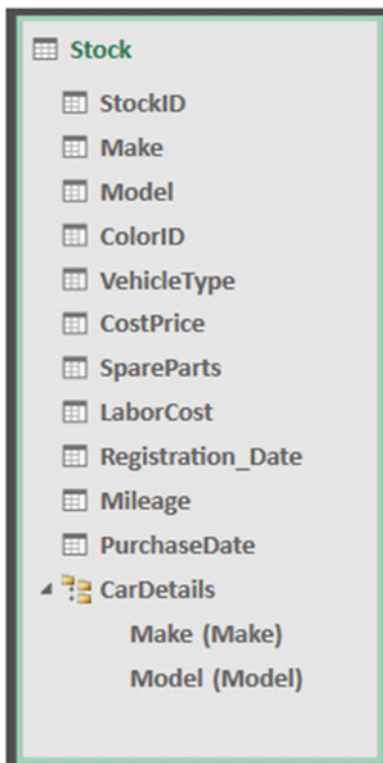 Stock
StockID
Make
Model
ColorID
VehicleType
CostPrice
SpareParts
LaborCost
Registration_Date
Mileage
PurchaseDate
CarDetails
Make (Make)
Model (Model)